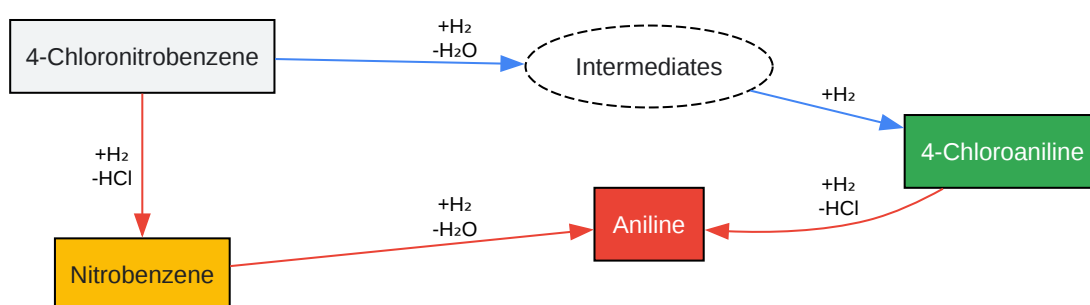 4-Chloronitrobenzene
+H₂
-H₂O
Intermediates
+H₂
4-Chloroaniline
+H₂
-HCl
+H₂
-HCl
+H₂
-H₂O
Aniline
Nitrobenzene